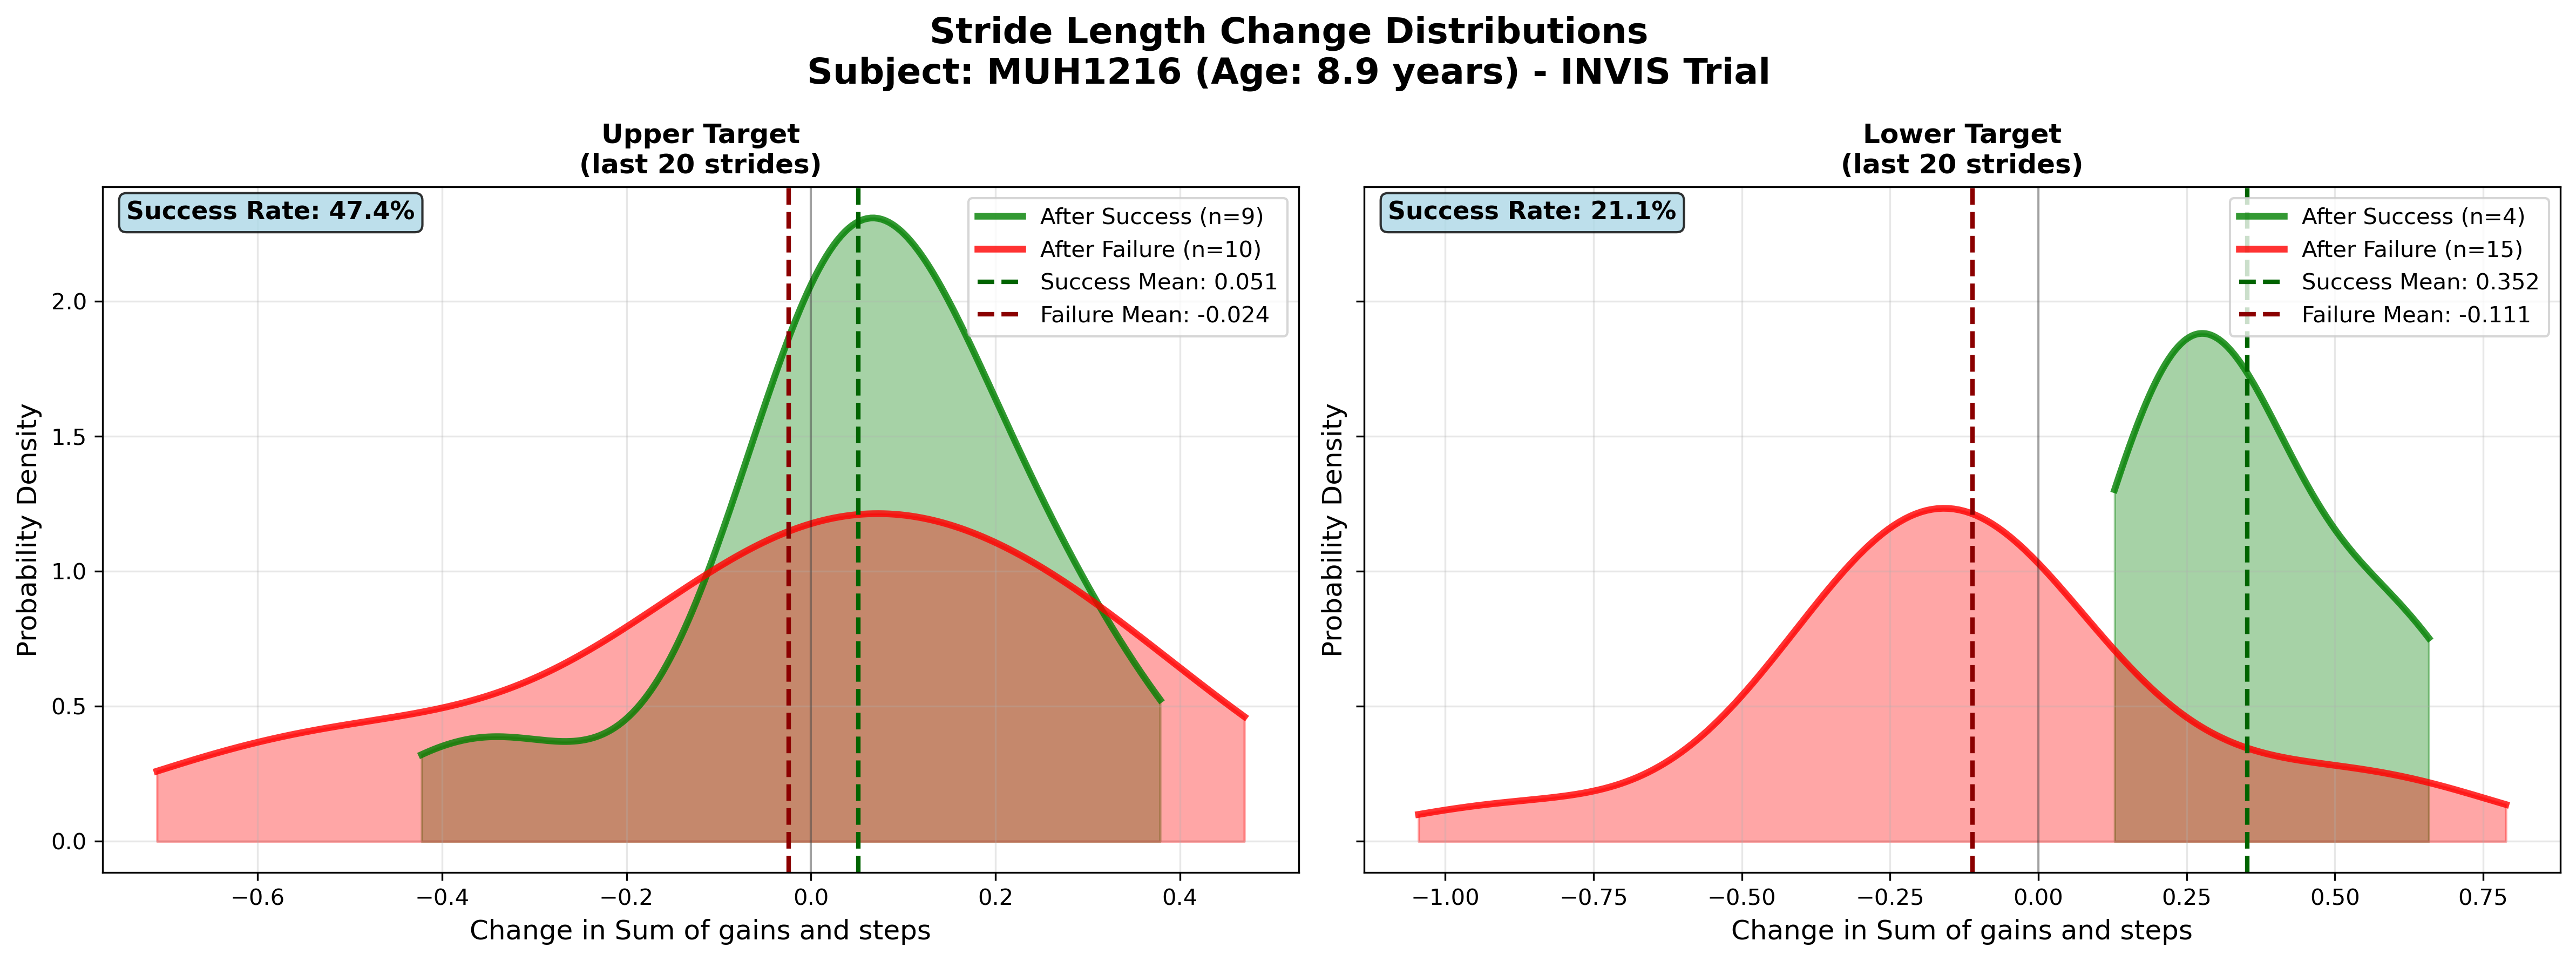 Stride Length Change Distributions
Subject: MUH1216 (Age: 8.9 years) - INVIS Trial
Upper Target
(last 20 strides)
Success Rate: 47.4%
After Success (n=9)
After Failure (n=10)
Success Mean: 0.051
Failure Mean: -0.024
Probability Density
2.0
1.5
1.0
0.5
0.0
−0.6 −0.4 −0.2 0.0 0.2 0.4
Change in Sum of gains and steps
Lower Target
(last 20 strides)
Success Rate: 21.1%
After Success (n=4)
After Failure (n=15)
Success Mean: 0.352
Failure Mean: -0.111
Probability Density
−1.00 −0.75 −0.50 −0.25 0.00 0.25 0.50 0.75
Change in Sum of gains and steps